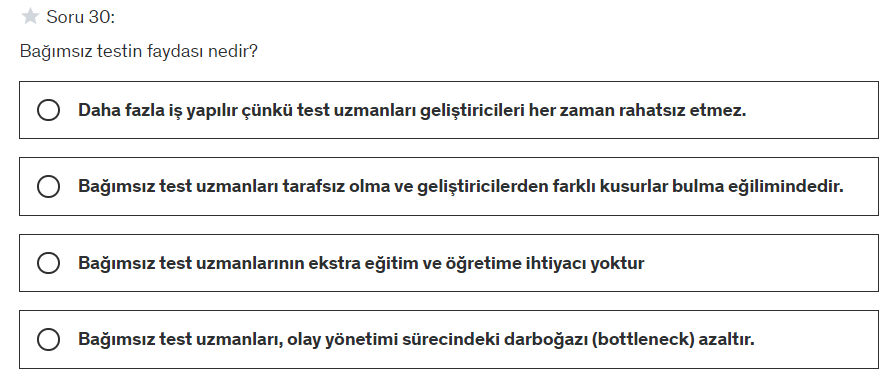 Soru 30:
Bağımsız testin faydası nedir?
Daha fazla iş yapılır çünkü test uzmanları geliştiricileri her zaman rahatsız etmez.
Bağımsız test uzmanları tarafsız olma ve geliştiricilerden farklı kusurlar bulma eğilimindedir.
Bağımsız test uzmanlarının ekstra eğitim ve öğretime ihtiyacı yoktur
Bağımsız test uzmanları, olay yönetimi sürecindeki darboğazı (bottleneck) azaltır.